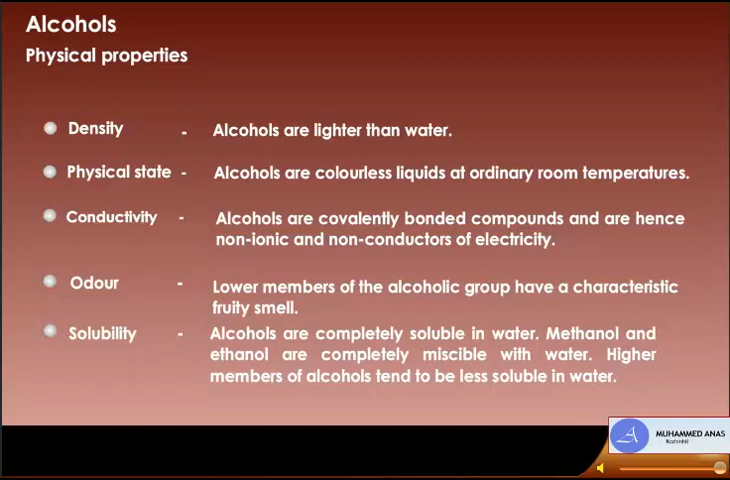 Alcohols
Physical properties
Density - Alcohols are lighter than water.
Physical state - Alcohols are colourless liquids at ordinary room temperatures.
Conductivity - Alcohols are covalently bonded compounds and are hence
non-ionic and non-conductors of electricity.
Odour - Lower members of the alcoholic group have a characteristic
fruity smell.
Solubility - Alcohols are completely soluble in water. Methanol and
ethanol are completely miscible with water. Higher
members of alcohols tend to be less soluble in water.
MUHAMMED ANAS